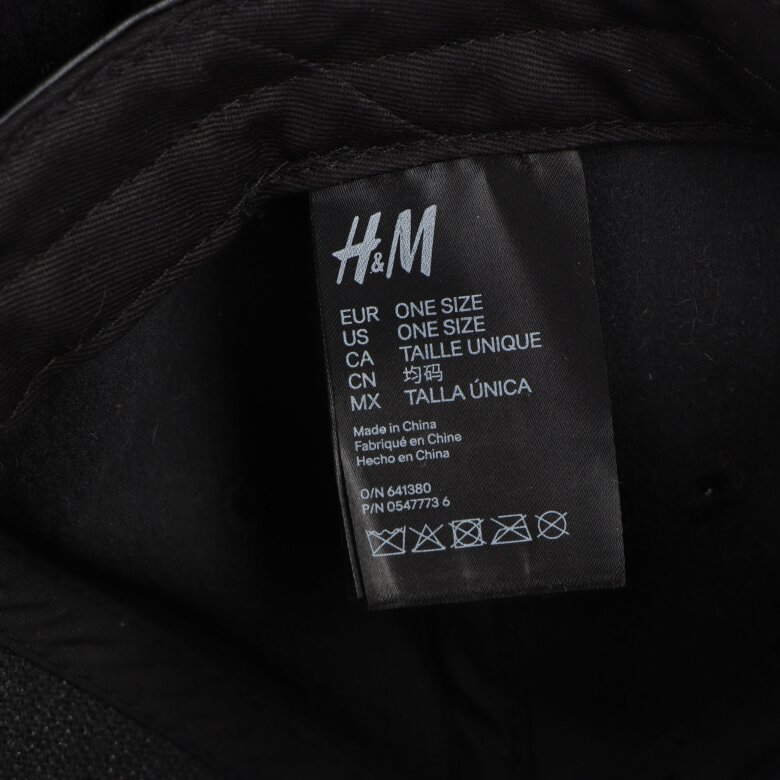 H&M
EUR ONE SIZE
US ONE SIZE
CA TAILLE UNIQUE
CN 均码
MX TALLA ÚNICA
Made in China
Fabriqué en Chine
Hecho en China
O/N 641380
P/N 0547773 6